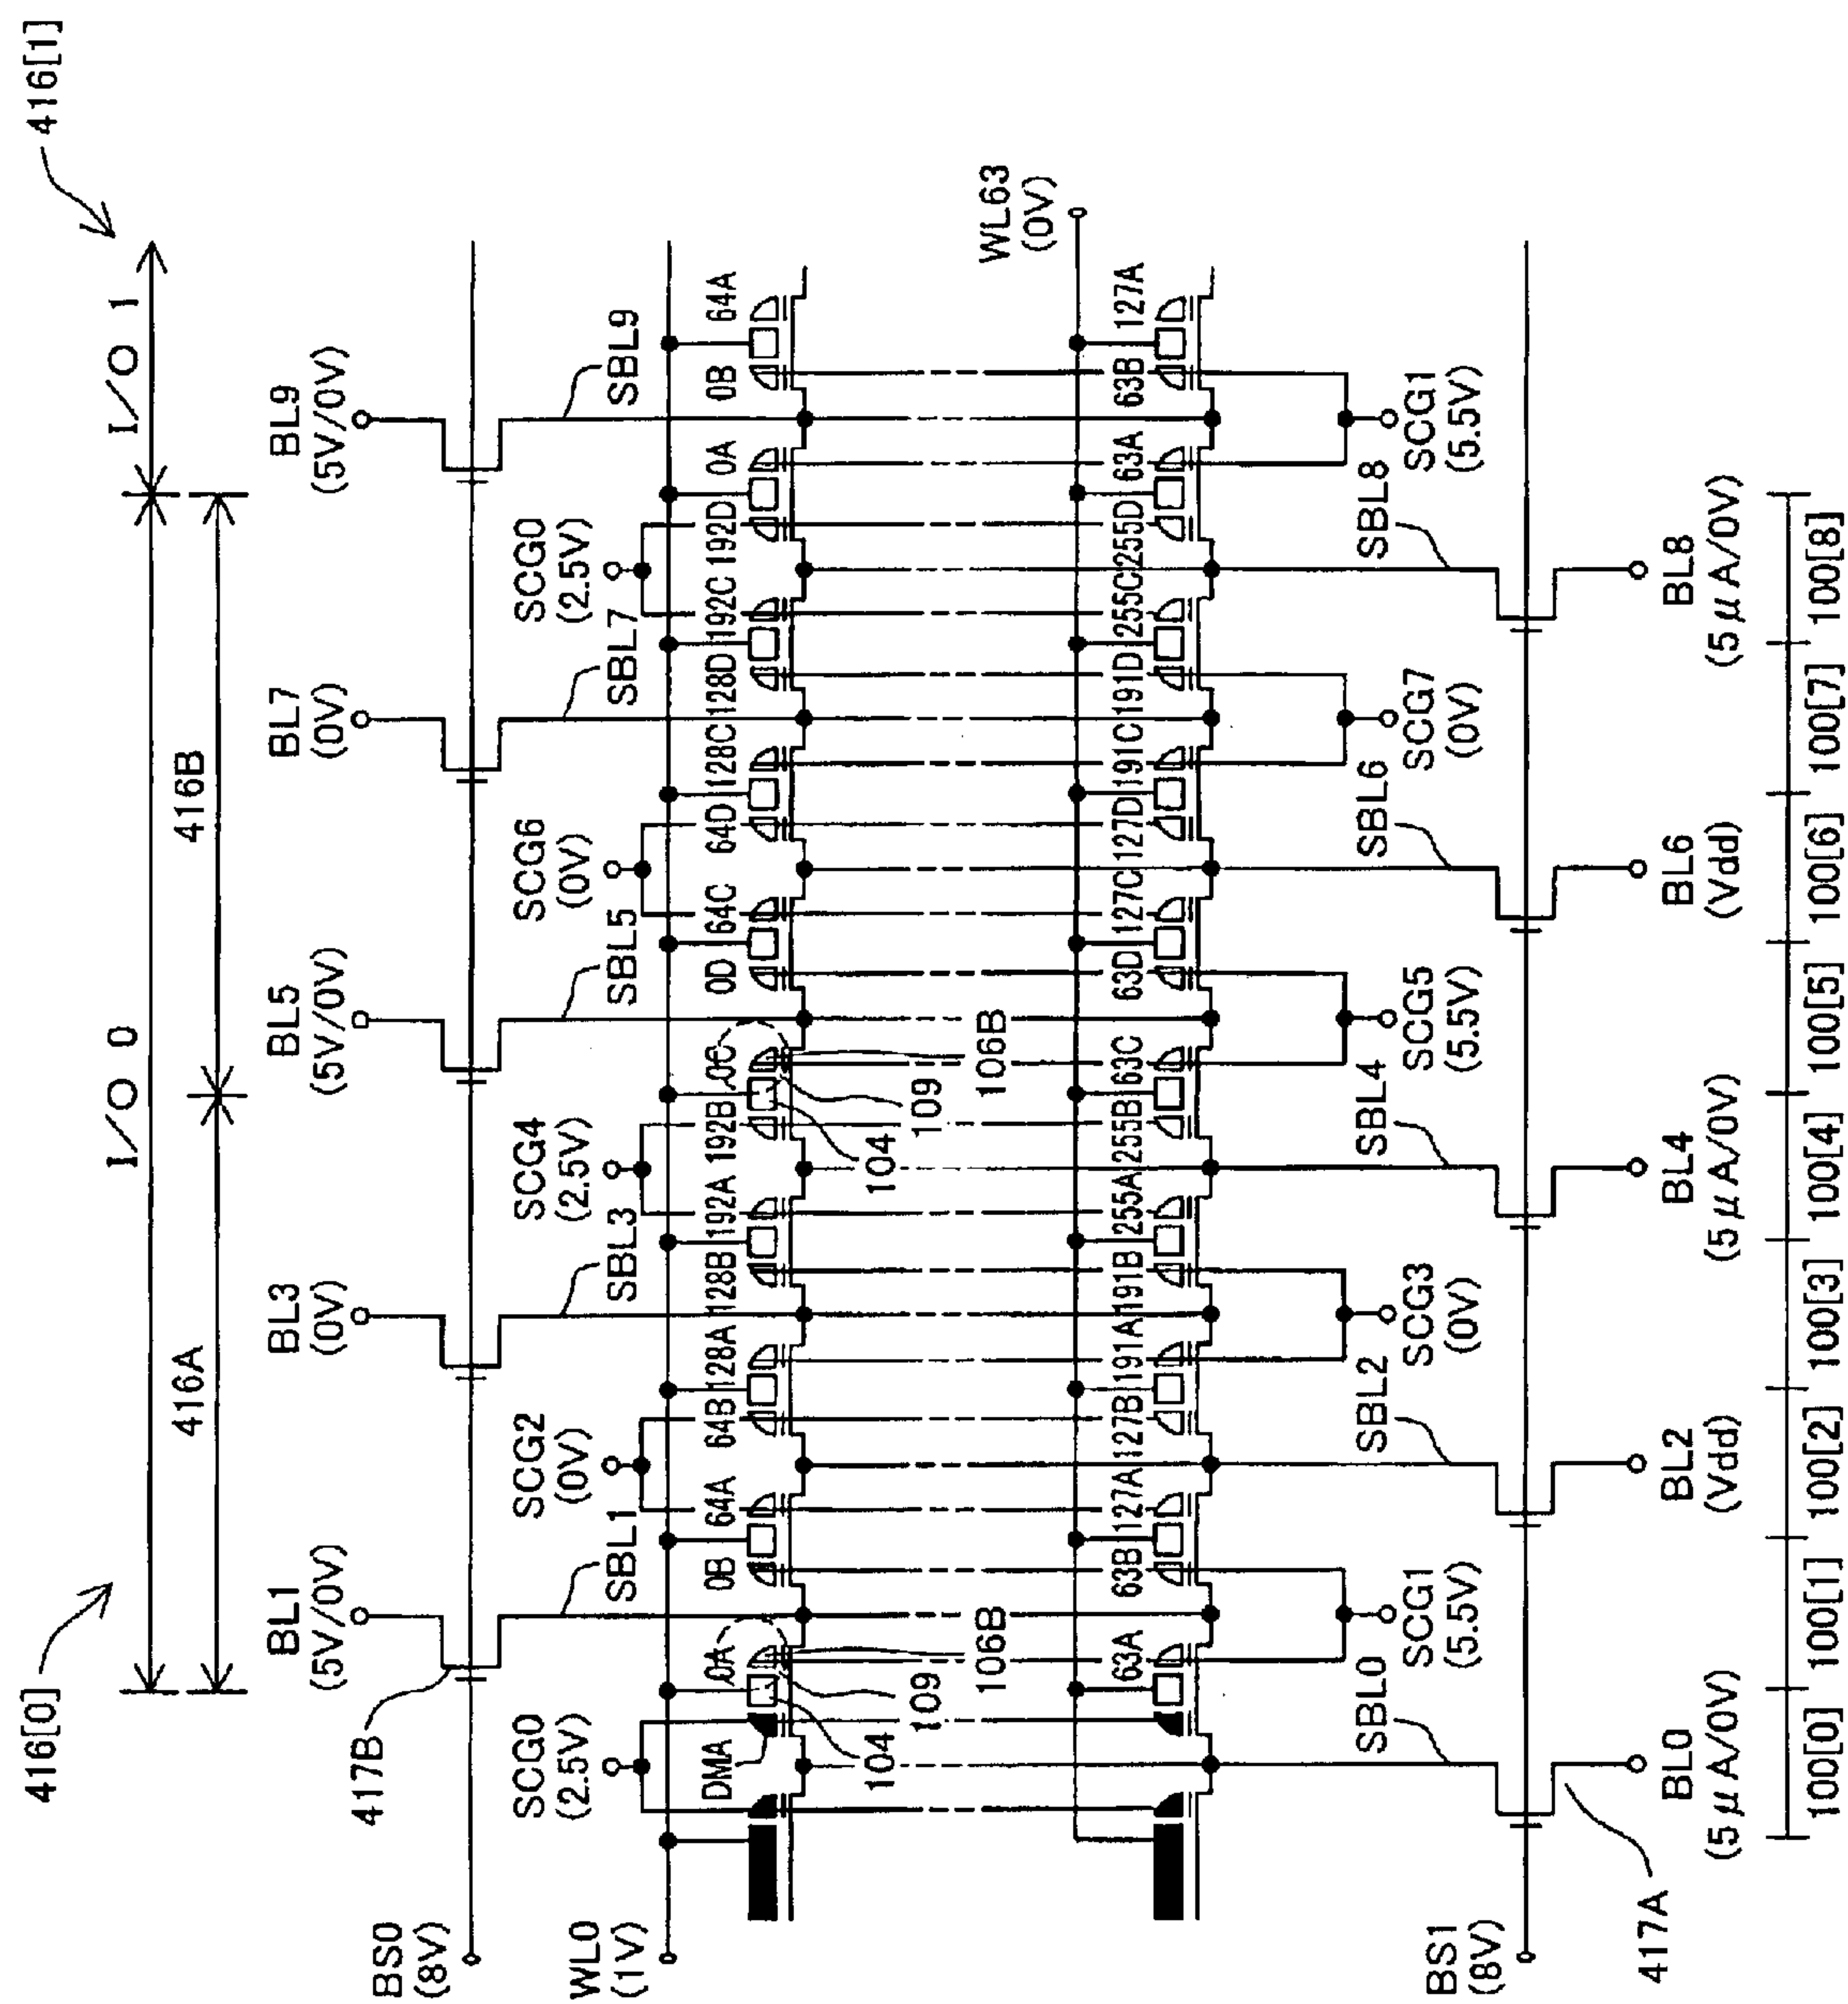 416[0]
416[1]
I/O 0
I/O 1
416A
416B
BL1
(5V/0V)
BL3
(0V)
BL5
(5V/0V)
BL7
(0V)
BL9
(5V/0V)
417B
BS0
(8V)
SBL1
SBL3
SBL5
SBL7
SBL9
SCG0
(2.5V)
SCG2
(0V)
SCG4
(2.5V)
SCG6
(0V)
SCG0
(2.5V)
WL0
(1V)
DMA
0A
0B
64A
64B
128A
128B
192A
192B
0C
0D
64C
64D
128C
128D
192C
192D
0A
0B
64A
104
109
106B
104
109
106B
WL63
(0V)
63A
63B
127A
127B
191A
191B
255A
255B
63C
63D
127C
127D
191C
191D
255C
255D
63A
63B
127A
SBL0
SBL2
SBL4
SBL6
SBL8
SCG1
(5.5V)
SCG3
(0V)
SCG5
(5.5V)
SCG7
(0V)
SCG1
(5.5V)
BS1
(8V)
417A
BL0
(5μA/0V)
BL2
(Vdd)
BL4
(5μA/0V)
BL6
(Vdd)
BL8
(5μA/0V)
100[0]
100[1]
100[2]
100[3]
100[4]
100[5]
100[6]
100[7]
100[8]